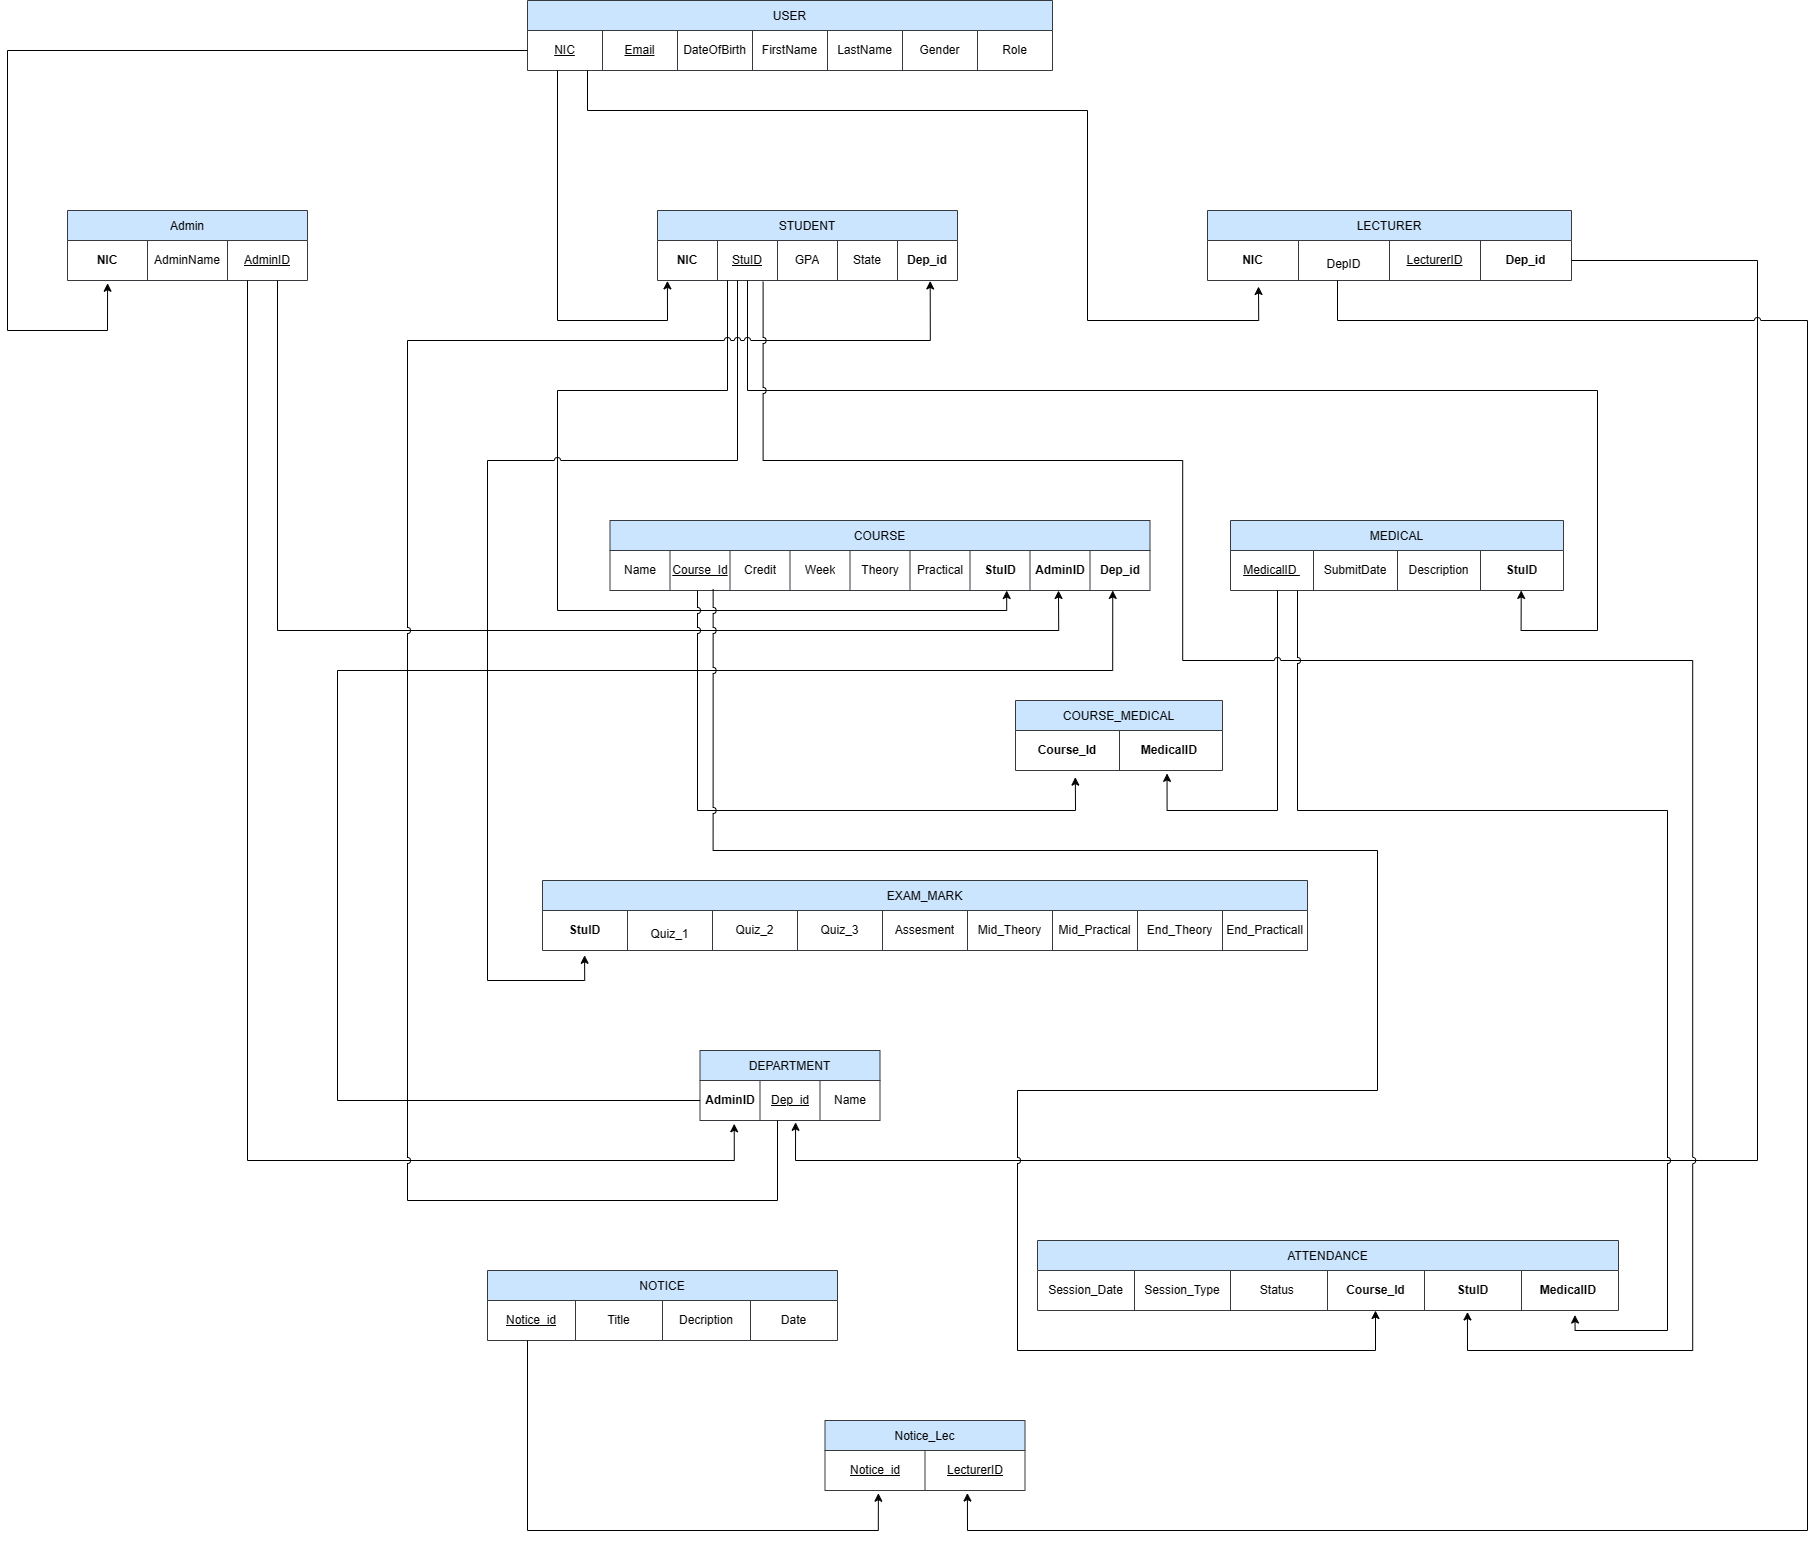 USER
NIC Email DateOfBirth FirstName LastName Gender Role
Admin
NIC AdminName AdminID
STUDENT
NIC StuID GPA State Dep_id
LECTURER
NIC DepID LecturerID Dep_id
COURSE
Name Course_Id Credit Week Theory Practical StuID AdminID Dep_id
MEDICAL
MedicalID SubmitDate Description StuID
COURSE_MEDICAL
Course_Id MedicalID
EXAM_MARK
StuID Quiz_1 Quiz_2 Quiz_3 Assesment Mid_Theory Mid_Practical End_Theory End_Practicall
DEPARTMENT
AdminID Dep_id Name
ATTENDANCE
Session_Date Session_Type Status Course_Id StuID MedicalID
NOTICE
Notice_id Title Decription Date
Notice_Lec
Notice_id LecturerID